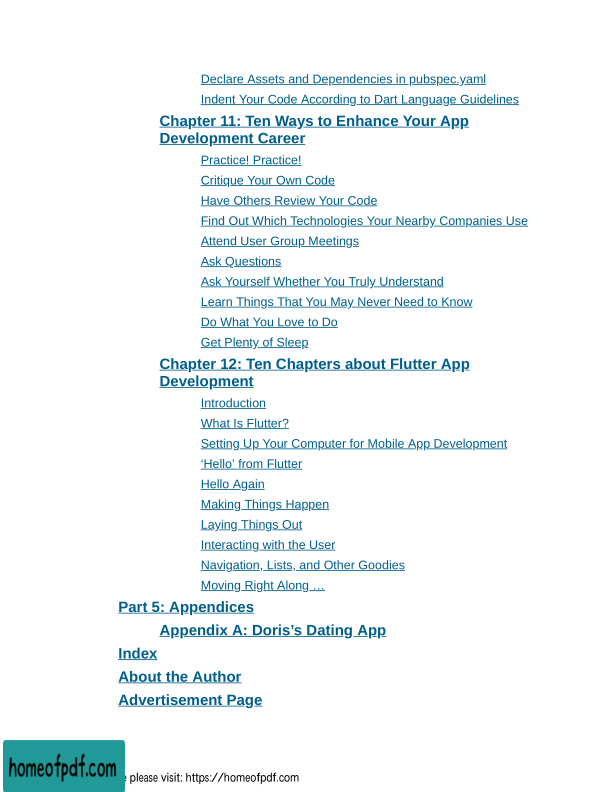 Declare Assets and Dependencies in pubspec.yaml
Indent Your Code According to Dart Language Guidelines
Chapter 11: Ten Ways to Enhance Your App
Development Career
Practice! Practice!
Critique Your Own Code
Have Others Review Your Code
Find Out Which Technologies Your Nearby Companies Use
Attend User Group Meetings
Ask Questions
Ask Yourself Whether You Truly Understand
Learn Things That You May Never Need to Know
Do What You Love to Do
Get Plenty of Sleep
Chapter 12: Ten Chapters about Flutter App
Development
Introduction
What Is Flutter?
Setting Up Your Computer for Mobile App Development
‘Hello’ from Flutter
Hello Again
Making Things Happen
Laying Things Out
Interacting with the User
Navigation, Lists, and Other Goodies
Moving Right Along …
Part 5: Appendices
Appendix A: Doris’s Dating App
Index
About the Author
Advertisement Page
homeofpdf.com
please visit: https://homeofpdf.com